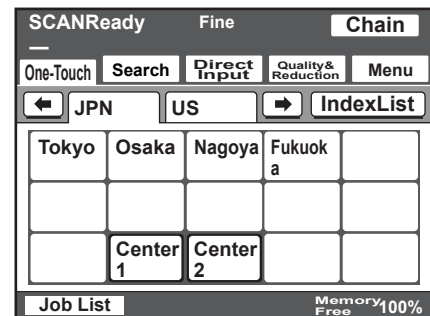 SCANReady Fine Chain
One-Touch Search Direct Input Quality& Reduction Menu
JPN US IndexList
Tokyo Osaka Nagoya Fukuok
a
Center Center
1 2
Job List Memory Free 100%